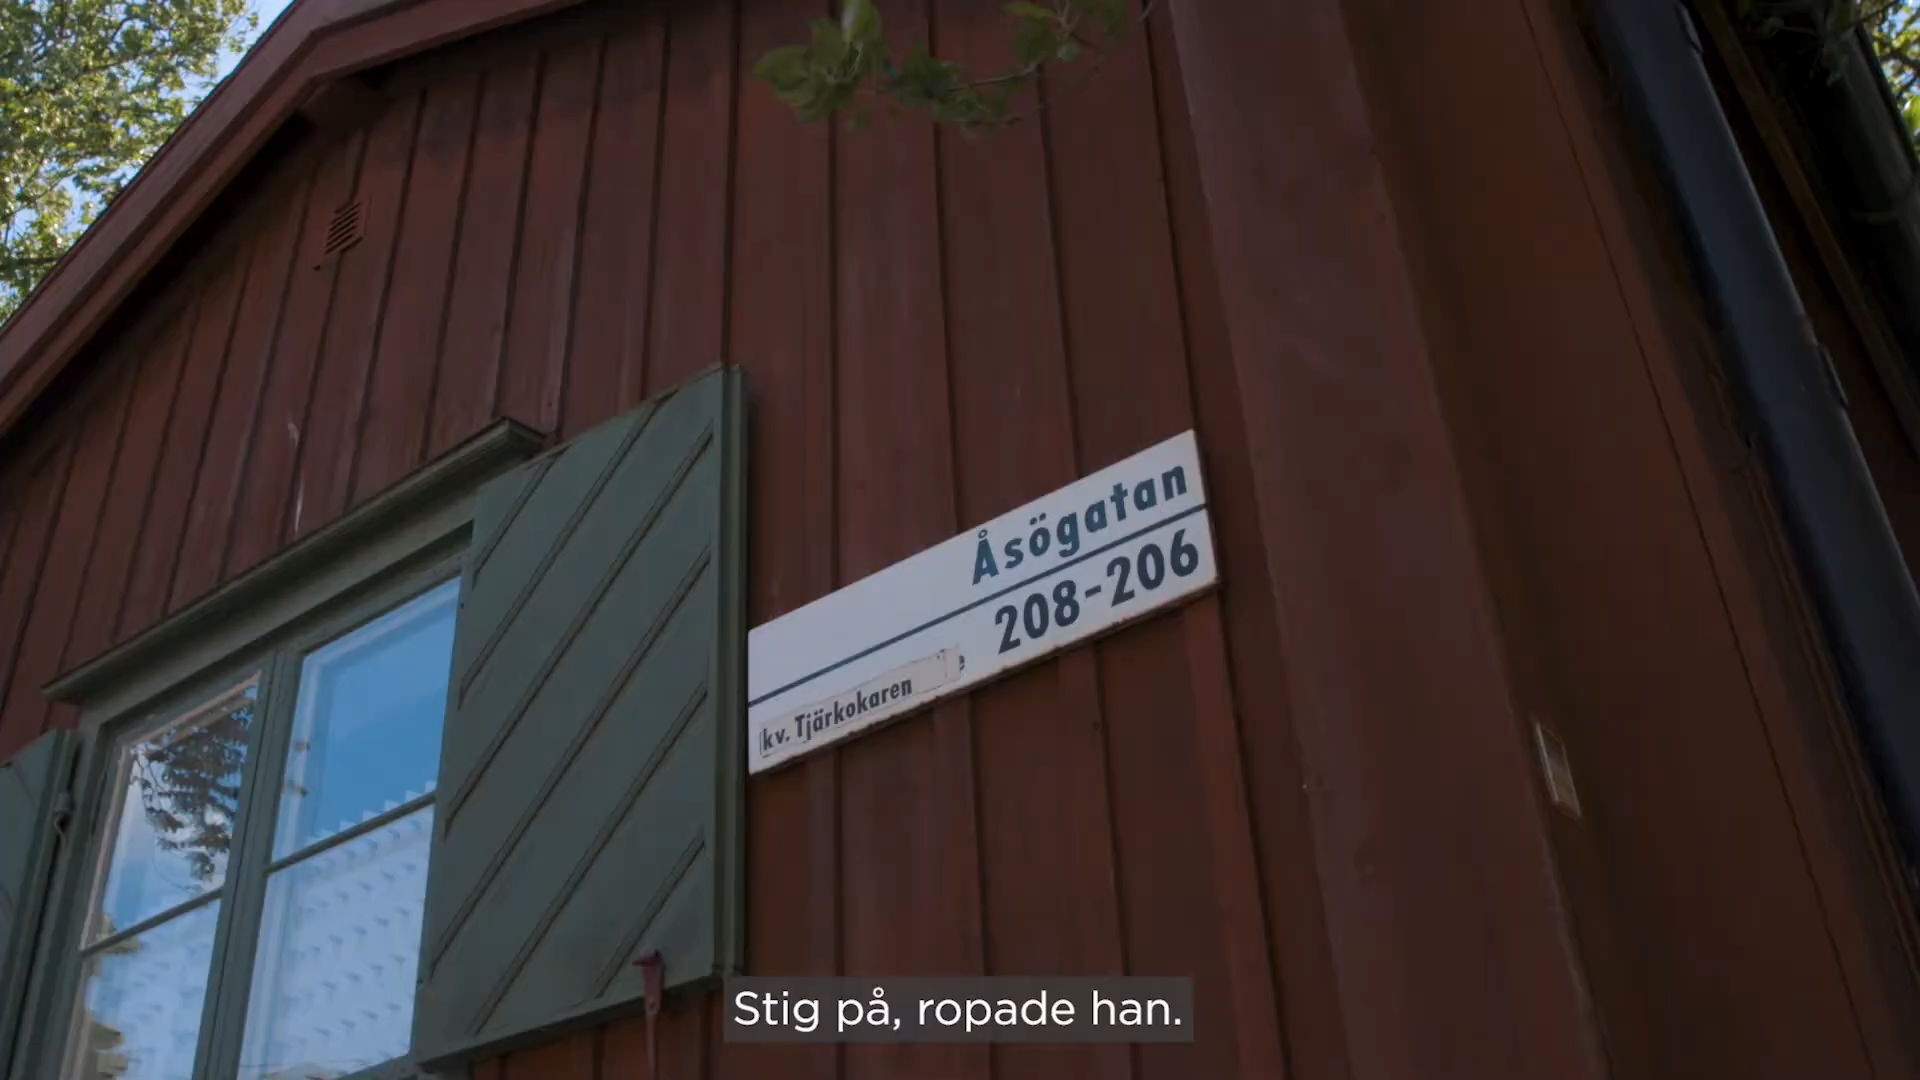 Åsögatan
208-206
kv. Tjärkokaren
Stig på, ropade han.